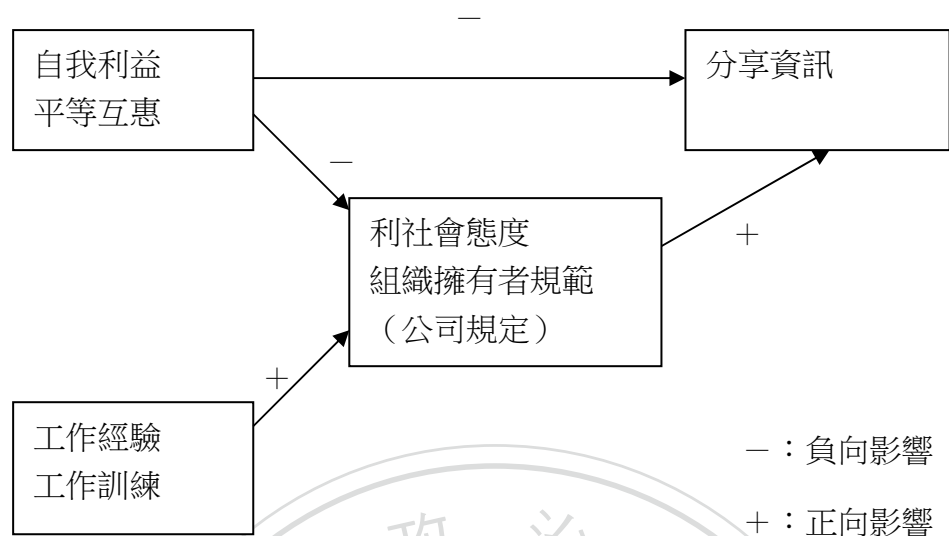 －
自我利益
平等互惠
分享資訊
－
利社會態度
組織擁有者規範
（公司規定）
＋
＋
工作經驗
工作訓練
－：負向影響
＋：正向影響
政 治